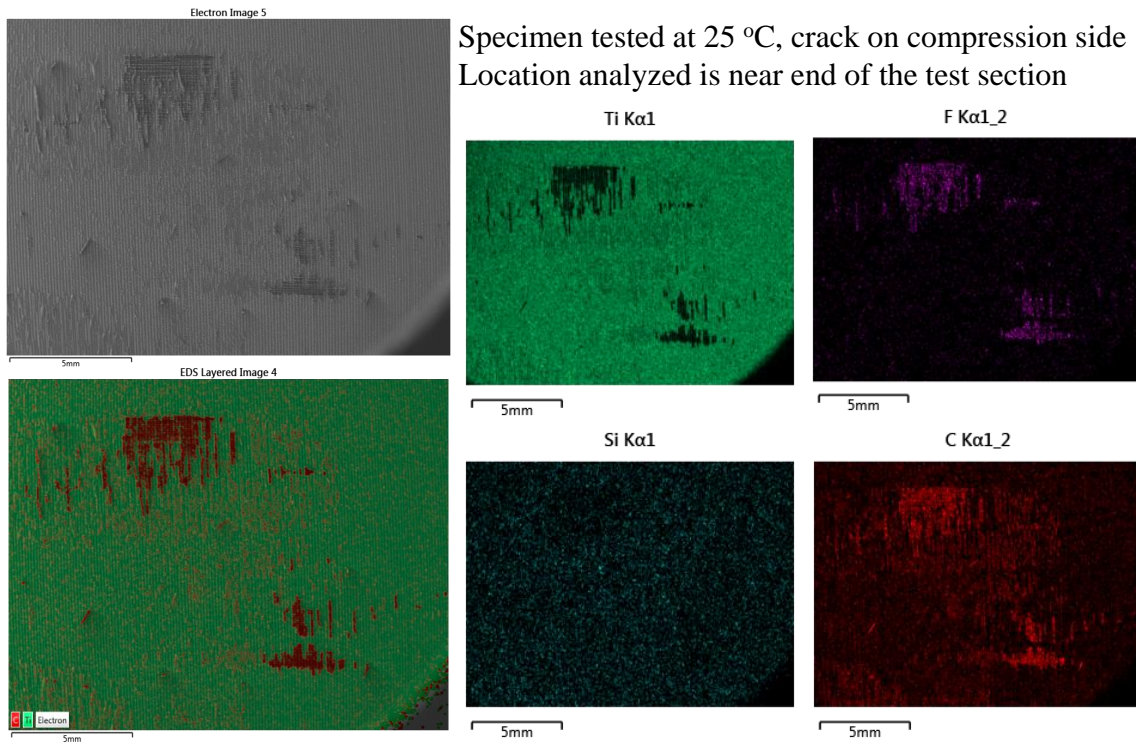 Electron Image 5
Specimen tested at 25 °C, crack on compression side
Location analyzed is near end of the test section
Ti Kα1
F Kα1_2
5mm
EDS Layered Image 4
5mm
5mm
Si Kα1
C Kα1_2
C Ti Electron
5mm
5mm
5mm